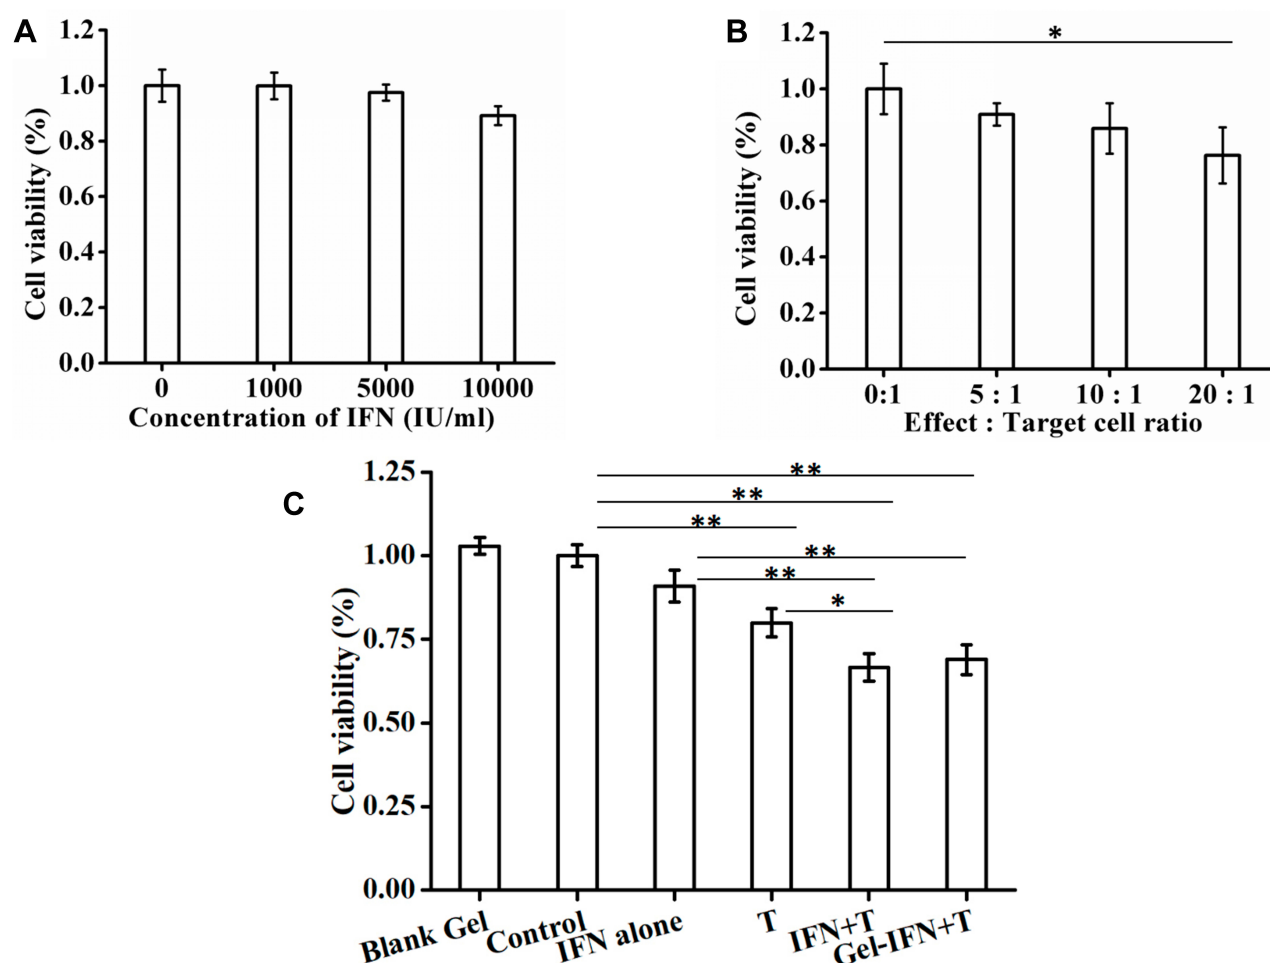 A
Cell viability (%)
1.2
1.0
0.8
0.6
0.4
0.2
0.0
0 1000 5000 10000
Concentration of IFN (IU/ml)
B
Cell viability (%)
1.2
1.0
0.8
0.6
0.4
0.2
0.0
*
0:1 5 : 1 10 : 1 20 : 1
Effect : Target cell ratio
C
Cell viability (%)
1.25
1.00
0.75
0.50
0.25
0.00
**
**
**
**
**
*
Blank Gel Control IFN alone T IFN+T Gel-IFN+T